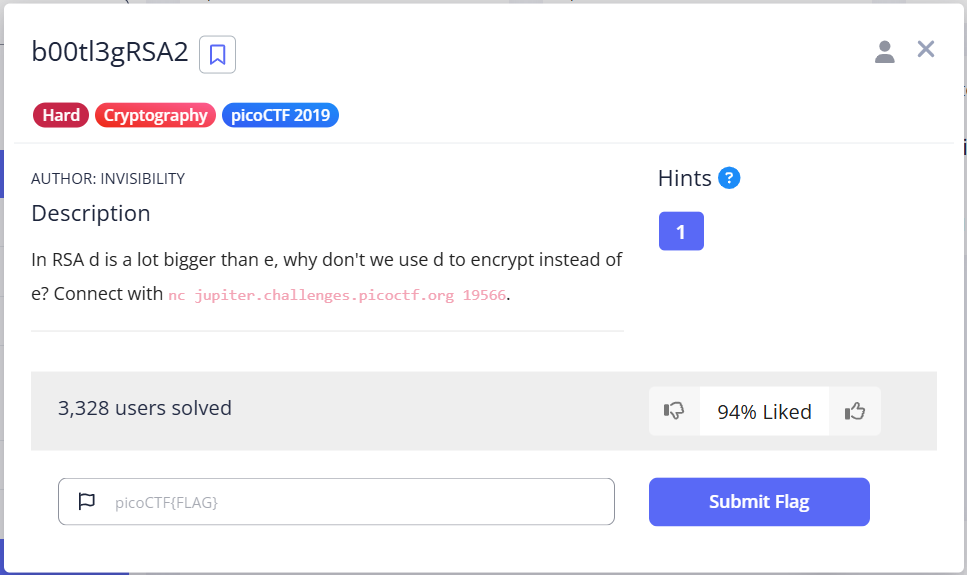 b00tl3gRSA2
Hard Cryptography picoCTF 2019
AUTHOR: INVISIBILITY
Description
In RSA d is a lot bigger than e, why don't we use d to encrypt instead of
e? Connect with nc jupiter.challenges.picoctf.org 19566.
Hints ?
1
3,328 users solved
94% Liked
picoCTF{FLAG}
Submit Flag